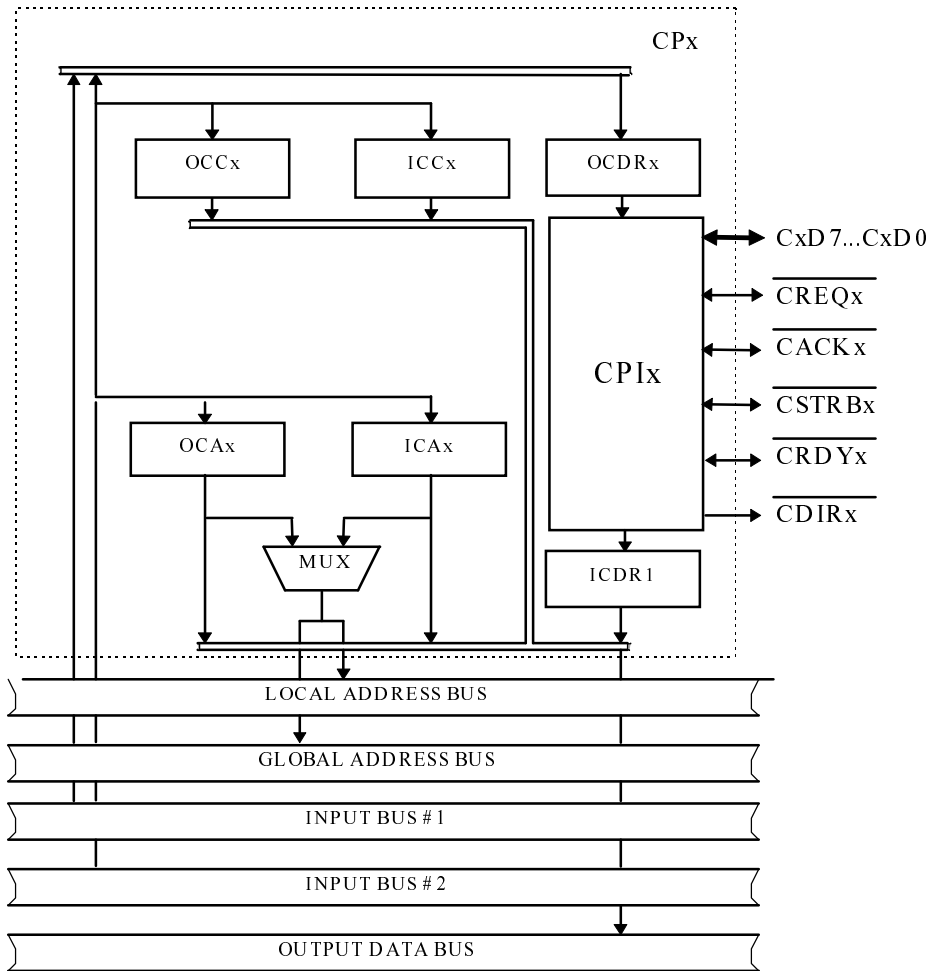 CPx
OCCx
ICCx
OCDRx
CxD7...CxD0
CREQx
CACKx
CPIx
CSTRBx
OCAx
ICAx
CRDYx
CDIRx
MUX
ICDR1
LOCAL ADDRESS BUS
GLOBAL ADDRESS BUS
INPUT BUS #1
INPUT BUS #2
OUTPUT DATA BUS